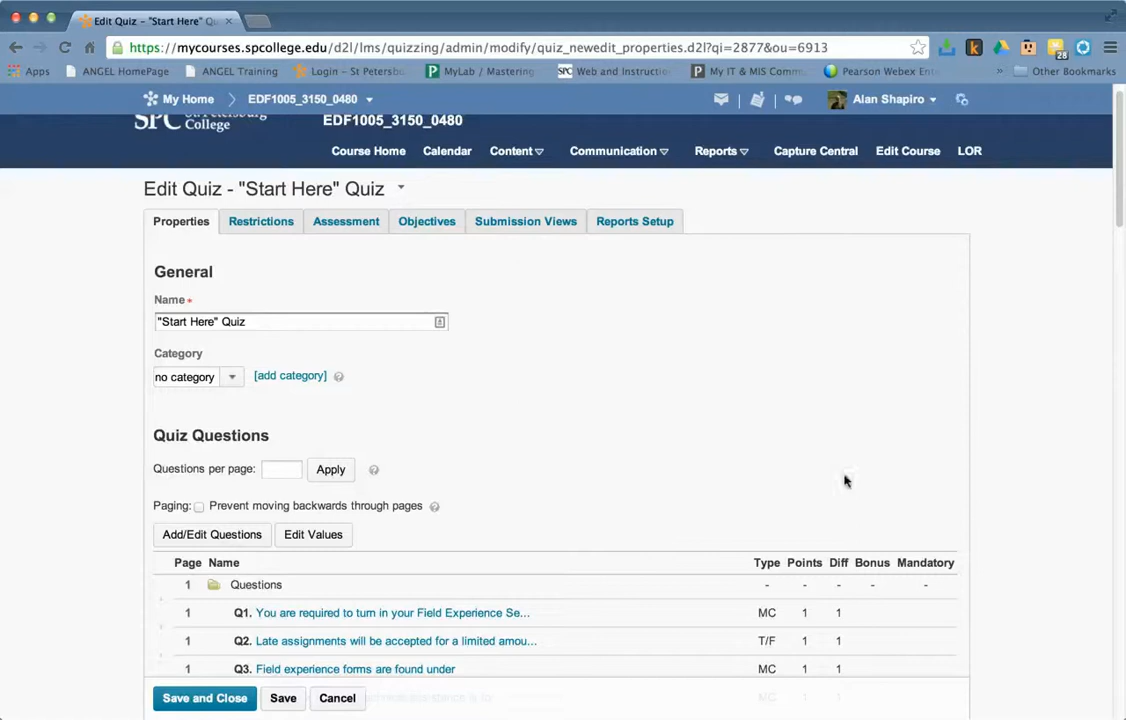 Edit Quiz - "Start Here" Qu
https://mycourses.spcollege.edu/d2l/lms/quizzing/admin/modify/quiz_newedit_properties.d2l?qi=2877&ou=6913
28
Apps ANGEL HomePage ANGEL Training Login – St Petersbu MyLab / Mastering SPC Web and Instructio My IT & MIS Comm Pearson Webex Ent » Other Bookmarks
My Home EDF1005_3150_0480 Alan Shapiro
SPC St. Petersburg College EDF1005_3150_0480
Course Home Calendar Content Communication Reports Capture Central Edit Course LOR
Edit Quiz - "Start Here" Quiz
Properties Restrictions Assessment Objectives Submission Views Reports Setup
General
Name *
"Start Here" Quiz
Category
no category [add category]
Quiz Questions
Questions per page: Apply
Paging: Prevent moving backwards through pages
Add/Edit Questions Edit Values
Page Name Type Points Diff Bonus Mandatory
1 Questions - - - - -
1 Q1. You are required to turn in your Field Experience Se... MC 1 1
1 Q2. Late assignments will be accepted for a limited amou... T/F 1 1
1 Q3. Field experience forms are found under MC 1 1
Save and Close Save Cancel